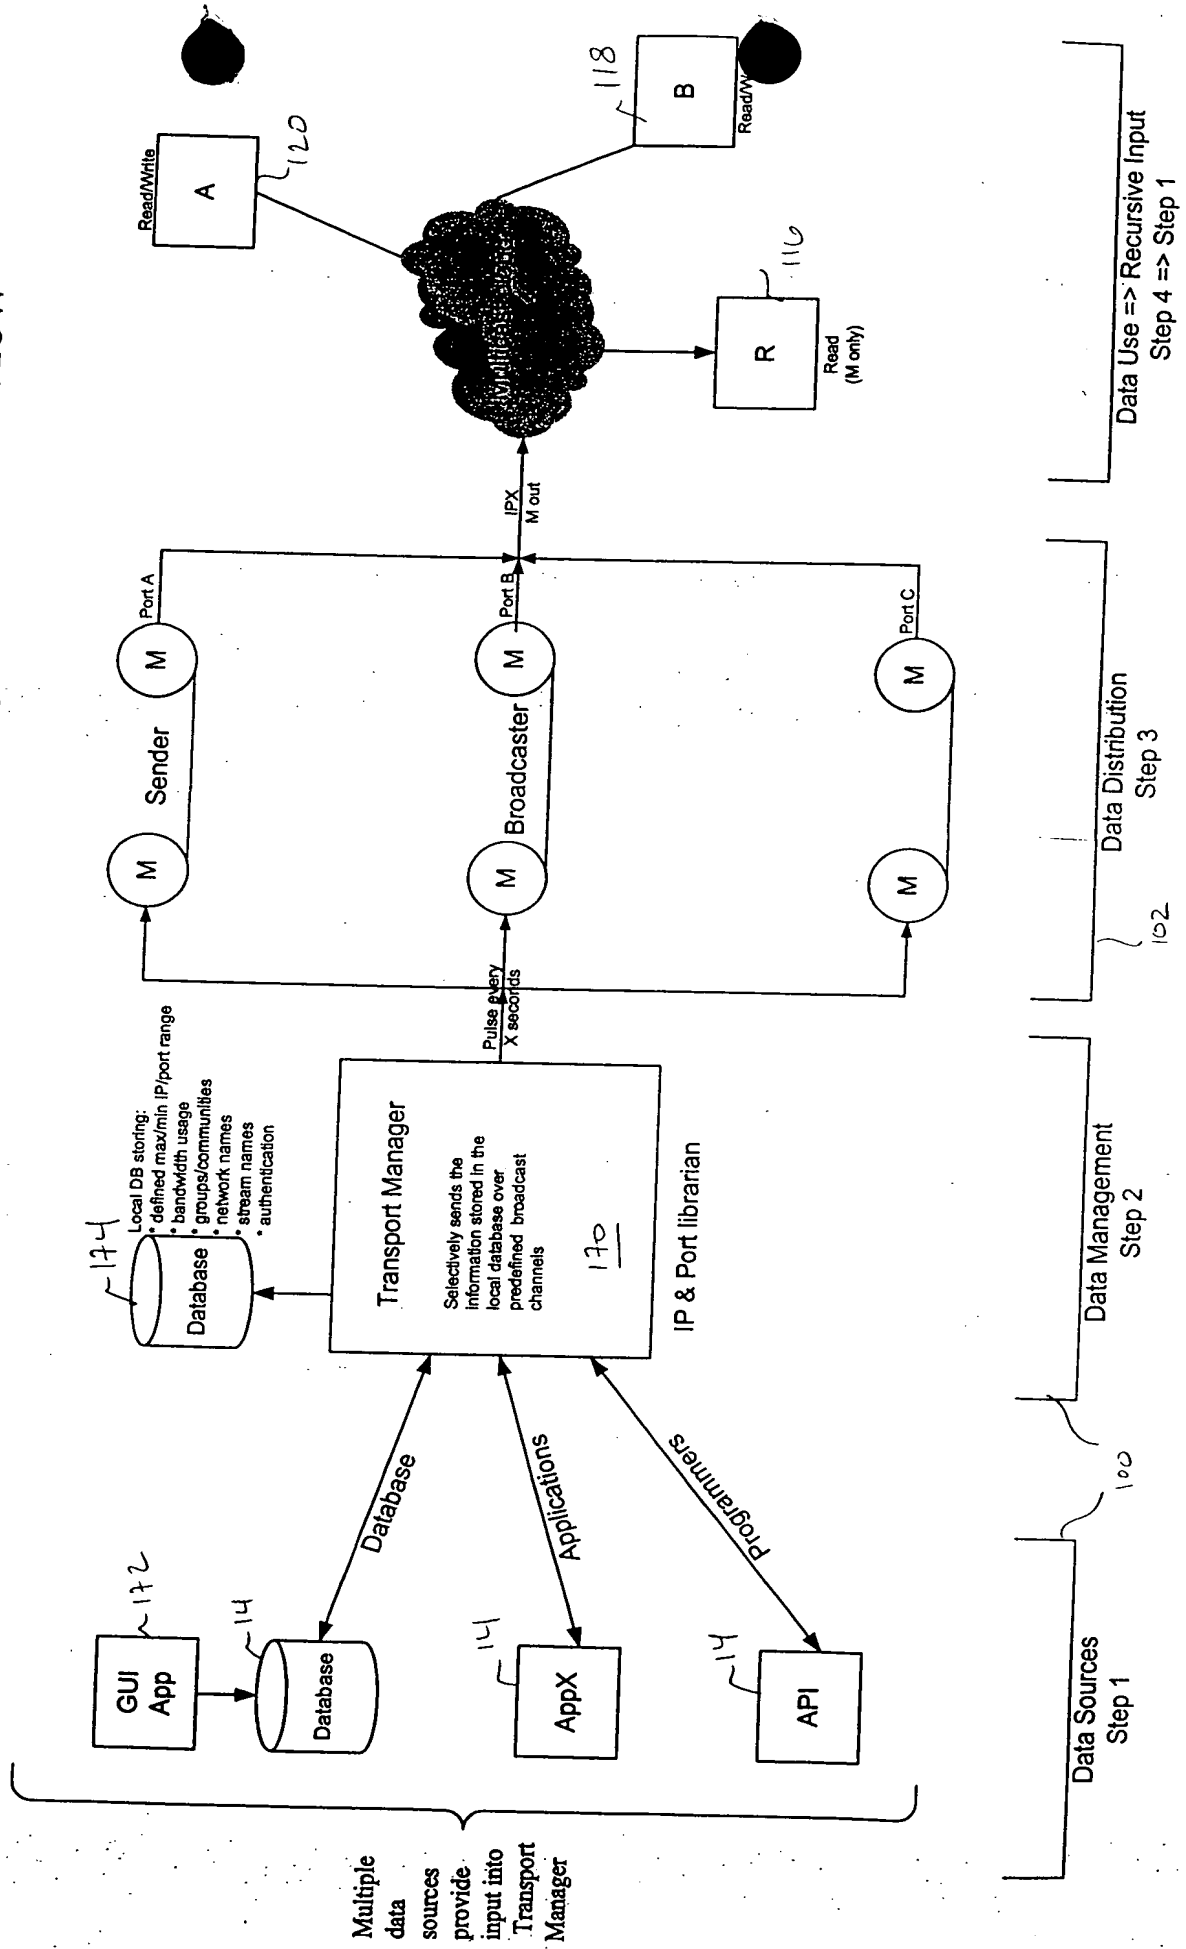 Multiple
data
sources
provide
input into
Transport
Manager
GUI
App
172
14
Database
14
AppX
14
API
Database
Applications
Programmers
174
Database
Local DB storing:
* defined max/min IP/port range
* bandwidth usage
* groups/communities
* network names
* stream names
* authentication
Transport Manager
Selectively sends the
information stored in the
local database over
predefined broadcast
channels
170
IP & Port librarian
Pulse every
X seconds
M
Sender
M
Port A
M
Broadcaster
M
Port B
M
M
Port C
IPX
M out
Read/Write
A
120
118
B
116
R
Read
(M only)
Data Sources
Step 1
100
Data Management
Step 2
Data Distribution
Step 3
102
Data Use => Recursive Input
Step 4 => Step 1